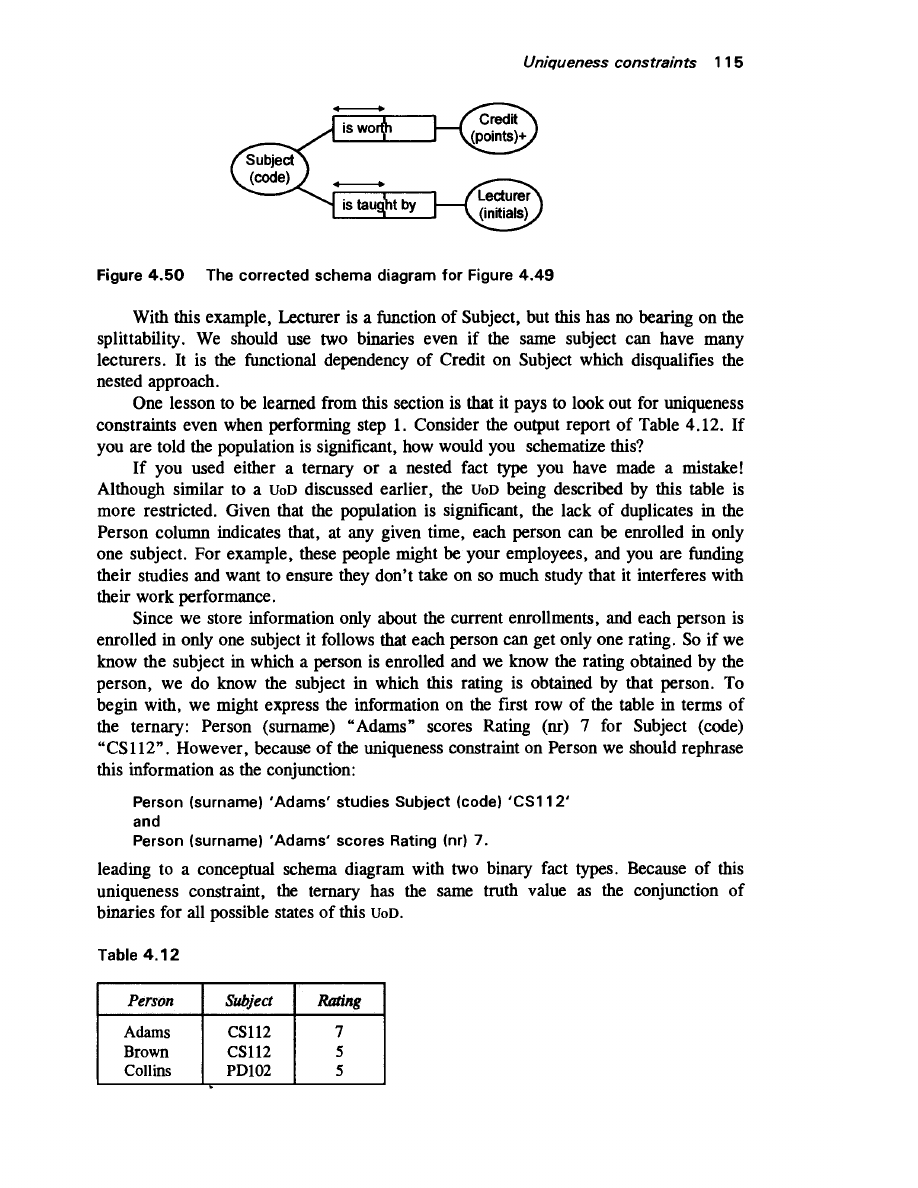 Uniqueness constraints 115
is worth
Credit
(points)+
Subject
(code)
is taught by
Lecturer
(initials)
Figure 4.50 The corrected schema diagram for Figure 4.49
With this example, Lecturer is a function of Subject, but this has no bearing on the
splittability. We should use two binaries even if the same subject can have many
lecturers. It is the functional dependency of Credit on Subject which disqualifies the
nested approach.
One lesson to be learned from this section is that it pays to look out for uniqueness
constraints even when performing step 1. Consider the output report of Table 4.12. If
you are told the population is significant, how would you schematize this?
If you used either a ternary or a nested fact type you have made a mistake!
Although similar to a UoD discussed earlier, the UoD being described by this table is
more restricted. Given that the population is significant, the lack of duplicates in the
Person column indicates that, at any given time, each person can be enrolled in only
one subject. For example, these people might be your employees, and you are funding
their studies and want to ensure they don't take on so much study that it interferes with
their work performance.
Since we store information only about the current enrollments, and each person is
enrolled in only one subject it follows that each person can get only one rating. So if we
know the subject in which a person is enrolled and we know the rating obtained by the
person, we do know the subject in which this rating is obtained by that person. To
begin with, we might express the information on the first row of the table in terms of
the ternary: Person (surname) “Adams” scores Rating (nr) 7 for Subject (code)
“CS112”. However, because of the uniqueness constraint on Person we should rephrase
this information as the conjunction:
Person (surname) 'Adams' studies Subject (code) 'CS112'
and
Person (surname) 'Adams' scores Rating (nr) 7.
leading to a conceptual schema diagram with two binary fact types. Because of this
uniqueness constraint, the ternary has the same truth value as the conjunction of
binaries for all possible states of this UoD.
Table 4.12
Person Subject Rating
Adams CS112 7
Brown CS112 5
Collins PD102 5